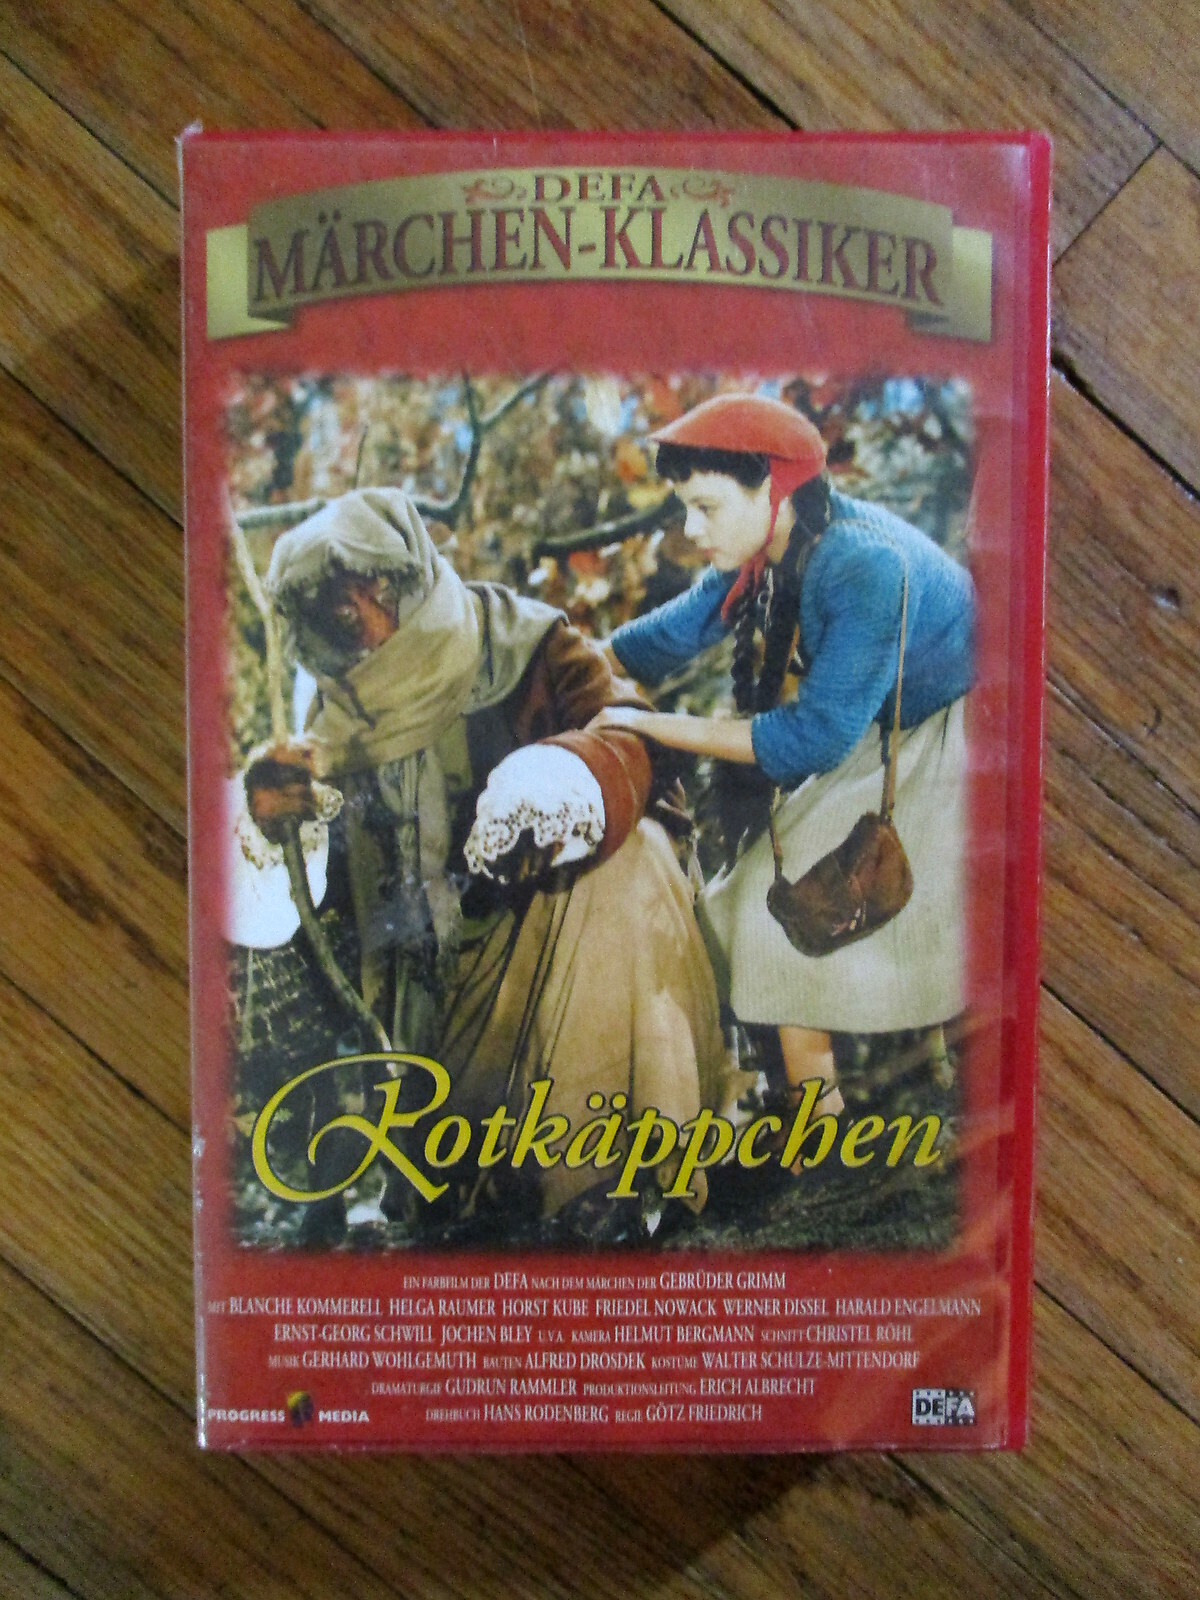 DEFA
MÄRCHEN-KLASSIKER
Rotkäppchen
EIN FARBFILM DER DEFA NACH DEM MÄRCHEN DER GEBRÜDER GRIMM
MIT BLANCHE KOMMERELL HELGA RAUMER HORST KUBE FRIEDEL NOWACK WERNER DISSEL HARALD ENGELMANN
ERNST-GEORG SCHWILL JOCHEN BLEY U.V.A. KAMERA HELMUT BERGMANN SCHNITT CHRISTEL RÖHL
MUSIK GERHARD WOHLGEMUTH BAUTEN ALFRED DROSDEK KOSTÜME WALTER SCHULZE-MITTENDORF
DRAMATURGIE GUDRUN RAMMLER PRODUKTIONSLEITUNG ERICH ALBRECHT
DREHBUCH HANS RODENBERG REGIE GÖTZ FRIEDRICH
PROGRESS MEDIA
DEFA